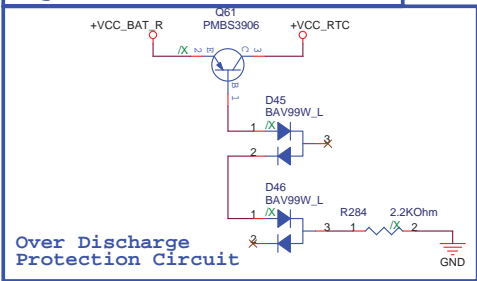 Q61
+VCC_BAT_R PMBS3906 +VCC_RTC
/X 2 E C 3
B
1
D45
BAV99W_L
1 /X
3
2
D46
BAV99W_L
1 /X R284 2.2KOhm
3 1 /X 2
2
GND
Over Discharge
Protection Circuit